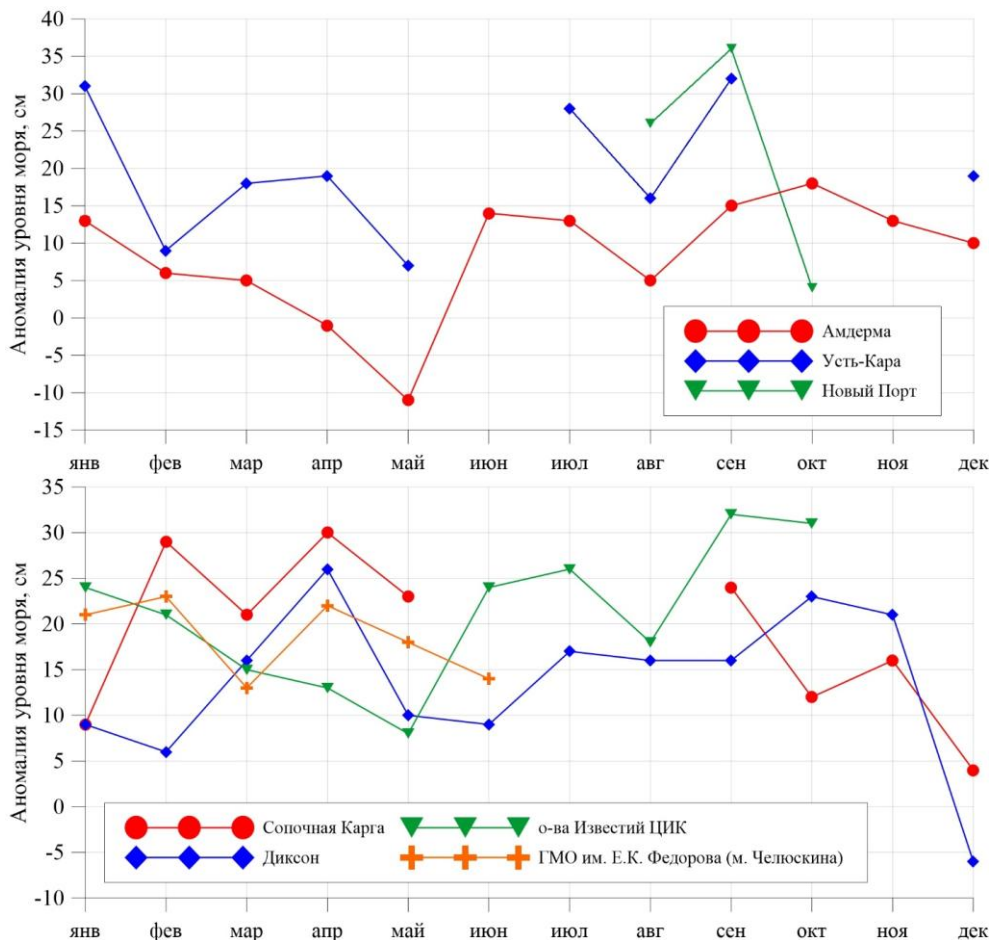 Аномалия уровня моря, см
40
35
30
25
20
15
10
5
0
-5
-10
-15
Амдерма
Усть-Кара
Новый Порт
янв фев мар апр май июн июл авг сен окт ноя дек
Аномалия уровня моря, см
35
30
25
20
15
10
5
0
-5
-10
Сопочная Карга о-ва Известий ЦИК
Диксон ГМО им. Е.К. Федорова (м. Челюскина)
янв фев мар апр май июн июл авг сен окт ноя дек